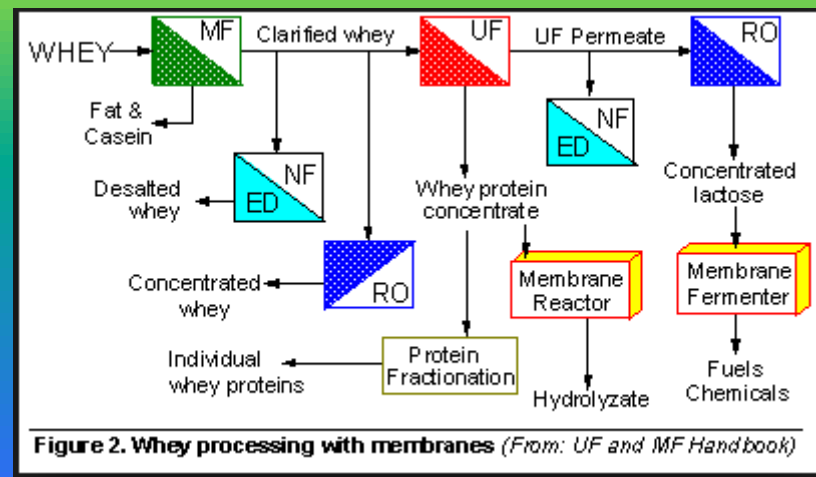 WHEY
MF
Clarified whey
UF
UF Permeate
RO
Fat &
Casein
NF
ED
NF
ED
Desalted
whey
Whey protein
concentrate
Concentrated
lactose
RO
Concentrated
whey
Membrane
Reactor
Membrane
Fermenter
Individual
whey proteins
Protein
Fractionation
Hydrolyzate
Fuels
Chemicals
Figure 2. Whey processing with membranes (From: UF and MF Handbook)